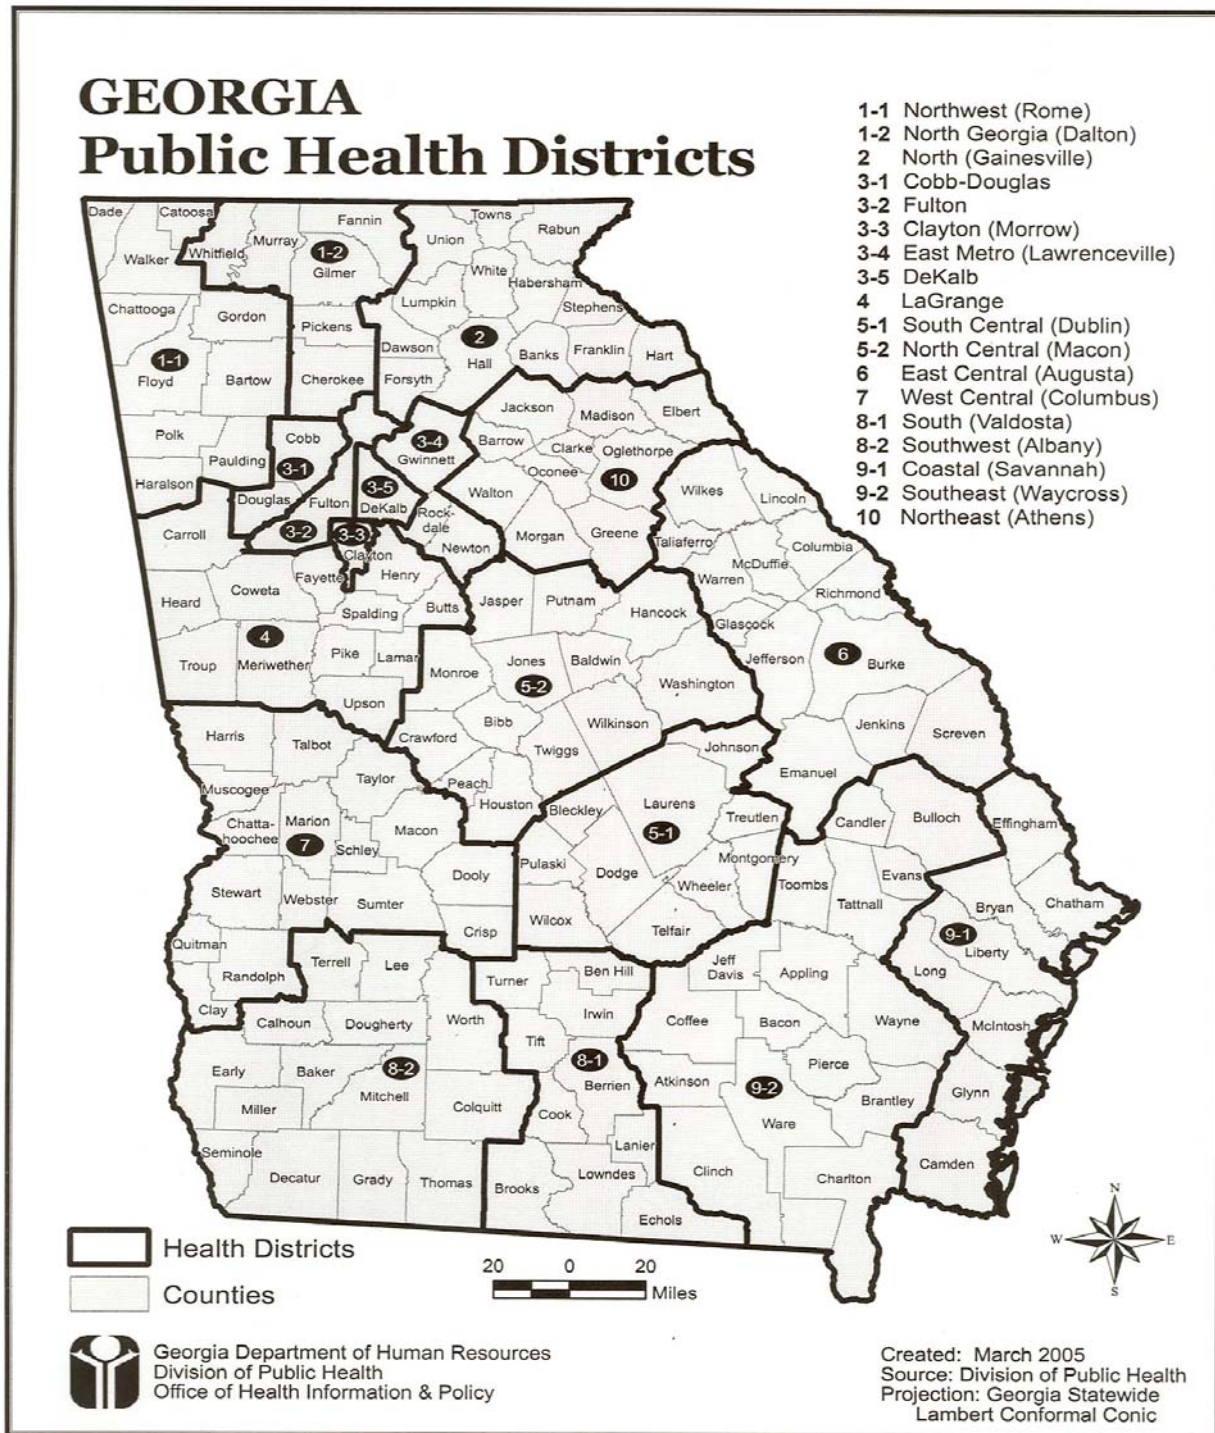 GEORGIA
Public Health Districts
1-1 Northwest (Rome)
1-2 North Georgia (Dalton)
2 North (Gainesville)
3-1 Cobb-Douglas
3-2 Fulton
3-3 Clayton (Morrow)
3-4 East Metro (Lawrenceville)
3-5 DeKalb
4 LaGrange
5-1 South Central (Dublin)
5-2 North Central (Macon)
6 East Central (Augusta)
7 West Central (Columbus)
8-1 South (Valdosta)
8-2 Southwest (Albany)
9-1 Coastal (Savannah)
9-2 Southeast (Waycross)
10 Northeast (Athens)
Dade
Catoosa
Fannin
Towns
Rabun
Union
Murray
Whitfield
Walker
1-2
Gilmer
White
Habersham
Lumpkin
Stephens
Chattooga
Gordon
Pickens
Dawson
2
Hall
Banks
Franklin
Hart
1-1
Floyd
Bartow
Cherokee
Forsyth
Jackson
Madison
Elbert
Polk
Cobb
3-4
Gwinnett
Barrow
Clarke
Oglethorpe
Paulding
3-1
Oconee
10
Haralson
Douglas
Fulton
3-5
DeKalb
Walton
Wilkes
Lincoln
Carroll
3-2
3-3
Clayton
Rock-
dale
Newton
Morgan
Greene
Taliaferro
Columbia
McDuffie
Fayette
Henry
Warren
Richmond
Heard
Coweta
Spalding
Butts
Jasper
Putnam
Hancock
Glascock
4
Troup
Meriwether
Pike
Lamar
Monroe
Jones
5-2
Baldwin
Washington
Jefferson
6
Burke
Upson
Bibb
Wilkinson
Jenkins
Screven
Harris
Talbot
Crawford
Twiggs
Johnson
Emanuel
Taylor
Peach
Houston
Muscogee
Bleckley
Laurens
5-1
Treutlen
Candler
Bulloch
Effingham
Chatta-
hoochee
Marion
7
Schley
Macon
Pulaski
Dodge
Montgomery
Wheeler
Toombs
Evans
Tattnall
Stewart
Webster
Sumter
Dooly
Wilcox
Telfair
Bryan
Chatham
Crisp
9-1
Liberty
Long
Quitman
Randolph
Terrell
Lee
Turner
Ben Hill
Jeff
Davis
Appling
Clay
Calhoun
Dougherty
Worth
Irwin
Coffee
Bacon
Wayne
McIntosh
Early
Baker
8-2
Mitchell
Tift
8-1
Berrien
Atkinson
9-2
Ware
Pierce
Brantley
Glynn
Miller
Colquitt
Cook
Lanier
Seminole
Decatur
Grady
Thomas
Brooks
Lowndes
Echols
Clinch
Charlton
Camden
Health Districts
Counties
20 0 20
Miles
N
W E
S
Georgia Department of Human Resources
Division of Public Health
Office of Health Information & Policy
Created: March 2005
Source: Division of Public Health
Projection: Georgia Statewide
Lambert Conformal Conic